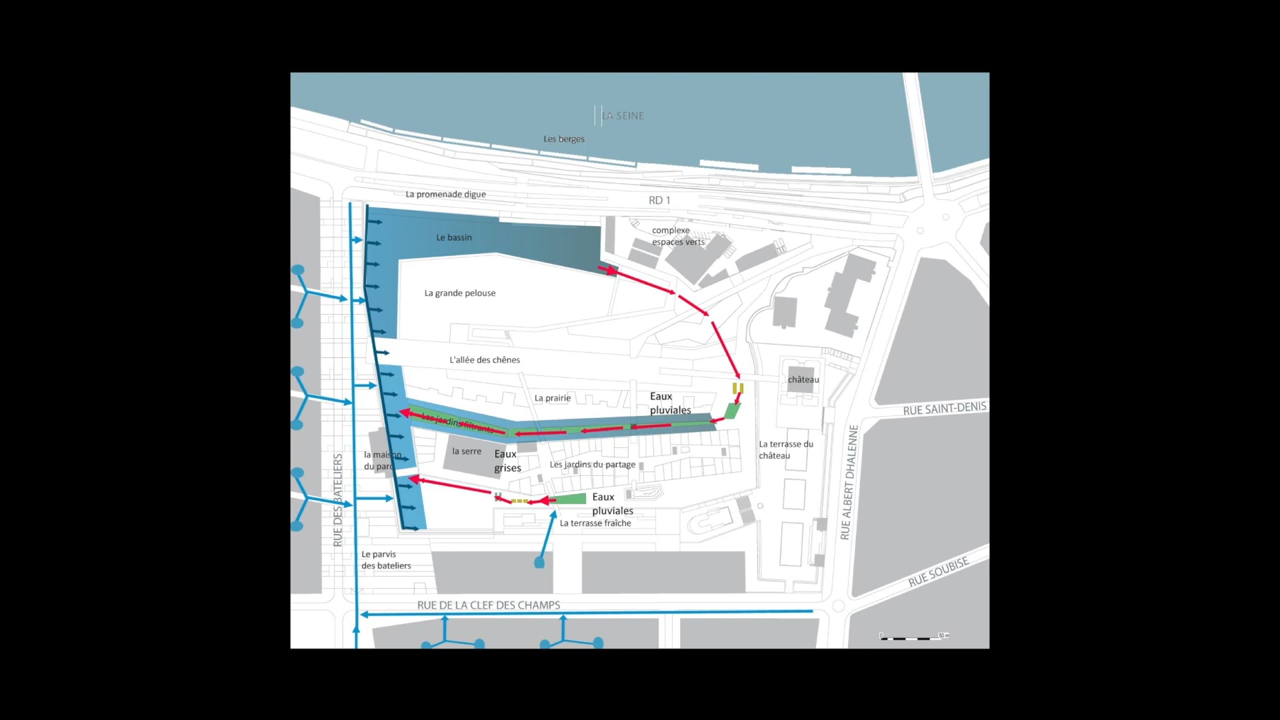 LA SEINE
Les berges
La promenade digue
RD 1
complexe
espaces verts
Le bassin
La grande pelouse
L'allée des chênes
château
La prairie
Eaux
pluviales
RUE SAINT-DENIS
Les jardins filtrants
la serre
la maison
du parc
Eaux
grises
Les jardins du partage
La terrasse du
château
RUE DES BATELIERS
RUE ALBERT DHALENNE
Eaux
pluviales
La terrasse fraîche
Le parvis
des bateliers
RUE SOUBISE
RUE DE LA CLEF DES CHAMPS